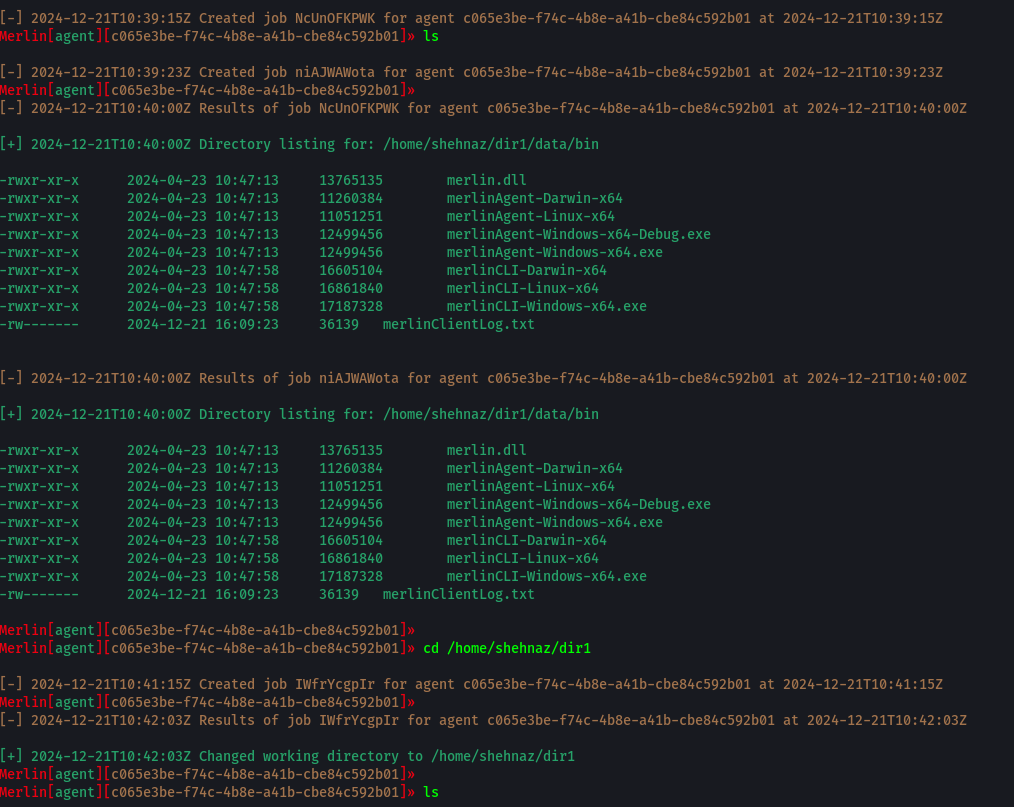 [-] 2024-12-21T10:39:15Z Created job NcUnOFKPWK for agent c065e3be-f74c-4b8e-a41b-cbe84c592b01 at 2024-12-21T10:39:15Z
Merlin[agent][c065e3be-f74c-4b8e-a41b-cbe84c592b01]» ls
[-] 2024-12-21T10:39:23Z Created job niAJWAWota for agent c065e3be-f74c-4b8e-a41b-cbe84c592b01 at 2024-12-21T10:39:23Z
Merlin[agent][c065e3be-f74c-4b8e-a41b-cbe84c592b01]»
[-] 2024-12-21T10:40:00Z Results of job NcUnOFKPWK for agent c065e3be-f74c-4b8e-a41b-cbe84c592b01 at 2024-12-21T10:40:00Z
[+] 2024-12-21T10:40:00Z Directory listing for: /home/shehnaz/dir1/data/bin
-rwxr-xr-x 2024-04-23 10:47:13 13765135 merlin.dll
-rwxr-xr-x 2024-04-23 10:47:13 11260384 merlinAgent-Darwin-x64
-rwxr-xr-x 2024-04-23 10:47:13 11051251 merlinAgent-Linux-x64
-rwxr-xr-x 2024-04-23 10:47:13 12499456 merlinAgent-Windows-x64-Debug.exe
-rwxr-xr-x 2024-04-23 10:47:13 12499456 merlinAgent-Windows-x64.exe
-rwxr-xr-x 2024-04-23 10:47:58 16605104 merlinCLI-Darwin-x64
-rwxr-xr-x 2024-04-23 10:47:58 16861840 merlinCLI-Linux-x64
-rwxr-xr-x 2024-04-23 10:47:58 17187328 merlinCLI-Windows-x64.exe
-rw------- 2024-12-21 16:09:23 36139 merlinClientLog.txt
[-] 2024-12-21T10:40:00Z Results of job niAJWAWota for agent c065e3be-f74c-4b8e-a41b-cbe84c592b01 at 2024-12-21T10:40:00Z
[+] 2024-12-21T10:40:00Z Directory listing for: /home/shehnaz/dir1/data/bin
-rwxr-xr-x 2024-04-23 10:47:13 13765135 merlin.dll
-rwxr-xr-x 2024-04-23 10:47:13 11260384 merlinAgent-Darwin-x64
-rwxr-xr-x 2024-04-23 10:47:13 11051251 merlinAgent-Linux-x64
-rwxr-xr-x 2024-04-23 10:47:13 12499456 merlinAgent-Windows-x64-Debug.exe
-rwxr-xr-x 2024-04-23 10:47:13 12499456 merlinAgent-Windows-x64.exe
-rwxr-xr-x 2024-04-23 10:47:58 16605104 merlinCLI-Darwin-x64
-rwxr-xr-x 2024-04-23 10:47:58 16861840 merlinCLI-Linux-x64
-rwxr-xr-x 2024-04-23 10:47:58 17187328 merlinCLI-Windows-x64.exe
-rw------- 2024-12-21 16:09:23 36139 merlinClientLog.txt
Merlin[agent][c065e3be-f74c-4b8e-a41b-cbe84c592b01]»
Merlin[agent][c065e3be-f74c-4b8e-a41b-cbe84c592b01]» cd /home/shehnaz/dir1
[-] 2024-12-21T10:41:15Z Created job IWfrYcgpIr for agent c065e3be-f74c-4b8e-a41b-cbe84c592b01 at 2024-12-21T10:41:15Z
Merlin[agent][c065e3be-f74c-4b8e-a41b-cbe84c592b01]»
[-] 2024-12-21T10:42:03Z Results of job IWfrYcgpIr for agent c065e3be-f74c-4b8e-a41b-cbe84c592b01 at 2024-12-21T10:42:03Z
[+] 2024-12-21T10:42:03Z Changed working directory to /home/shehnaz/dir1
Merlin[agent][c065e3be-f74c-4b8e-a41b-cbe84c592b01]»
Merlin[agent][c065e3be-f74c-4b8e-a41b-cbe84c592b01]» ls